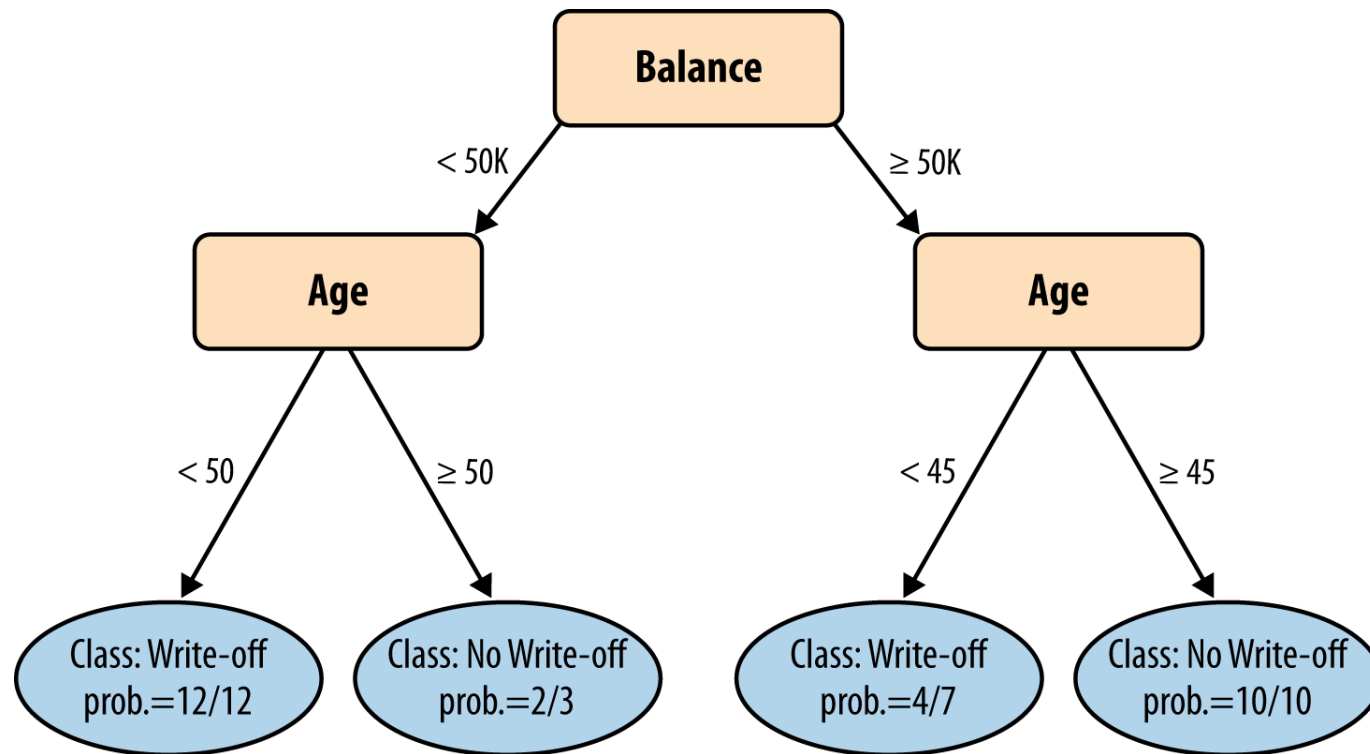 Balance
< 50K
≥ 50K
Age
Age
< 50
≥ 50
< 45
≥ 45
Class: Write-off
prob.=12/12
Class: No Write-off
prob.=2/3
Class: Write-off
prob.=4/7
Class: No Write-off
prob.=10/10